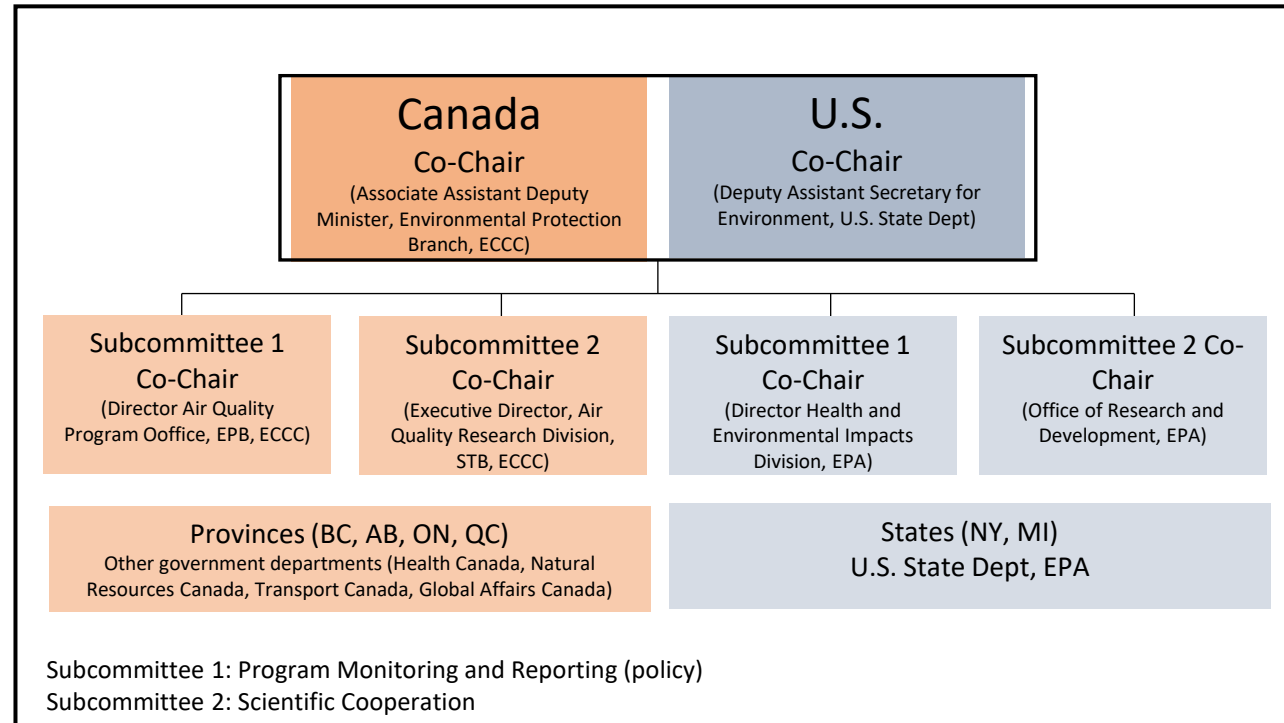 Canada
Co-Chair
(Associate Assistant Deputy
Minister, Environmental Protection
Branch, ECCC)
U.S.
Co-Chair
(Deputy Assistant Secretary for
Environment, U.S. State Dept)
Subcommittee 1
Co-Chair
(Director Air Quality
Program Ooffice, EPB, ECCC)
Subcommittee 2
Co-Chair
(Executive Director, Air
Quality Research Division,
STB, ECCC)
Subcommittee 1
Co-Chair
(Director Health and
Environmental Impacts
Division, EPA)
Subcommittee 2 Co-
Chair
(Office of Research and
Development, EPA)
Provinces (BC, AB, ON, QC)
Other government departments (Health Canada, Natural
Resources Canada, Transport Canada, Global Affairs Canada)
States (NY, MI)
U.S. State Dept, EPA
Subcommittee 1: Program Monitoring and Reporting (policy)
Subcommittee 2: Scientific Cooperation